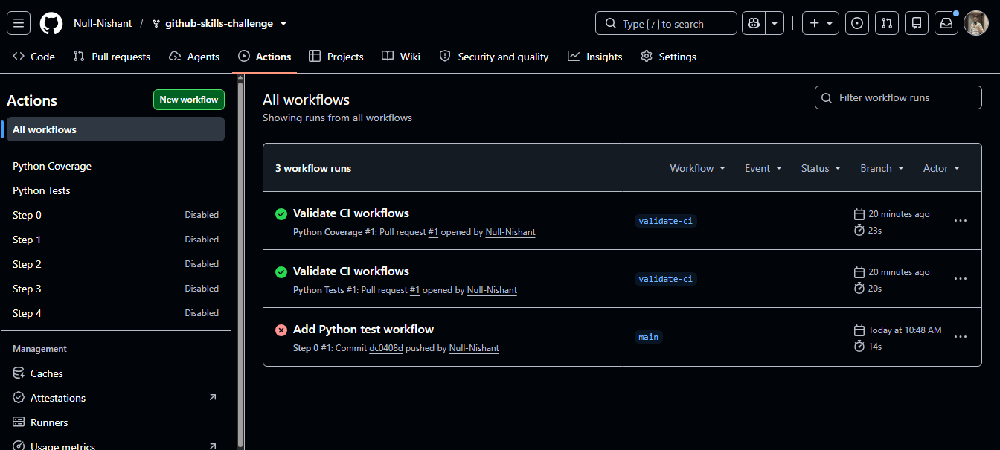 Null-Nishant / github-skills-challenge
Type / to search
Code
Pull requests
Agents
Actions
Projects
Wiki
Security and quality
Insights
Settings
Actions
New workflow
All workflows
Python Coverage
Python Tests
Step 0 Disabled
Step 1 Disabled
Step 2 Disabled
Step 3 Disabled
Step 4 Disabled
Management
Caches
Attestations
Runners
Usage metrics
All workflows
Showing runs from all workflows
Filter workflow runs
3 workflow runs
Workflow
Event
Status
Branch
Actor
Validate CI workflows
Python Coverage #1: Pull request #1 opened by Null-Nishant
validate-ci
20 minutes ago
23s
Validate CI workflows
Python Tests #1: Pull request #1 opened by Null-Nishant
validate-ci
20 minutes ago
20s
Add Python test workflow
Step 0 #1: Commit dc0408d pushed by Null-Nishant
main
Today at 10:48 AM
14s